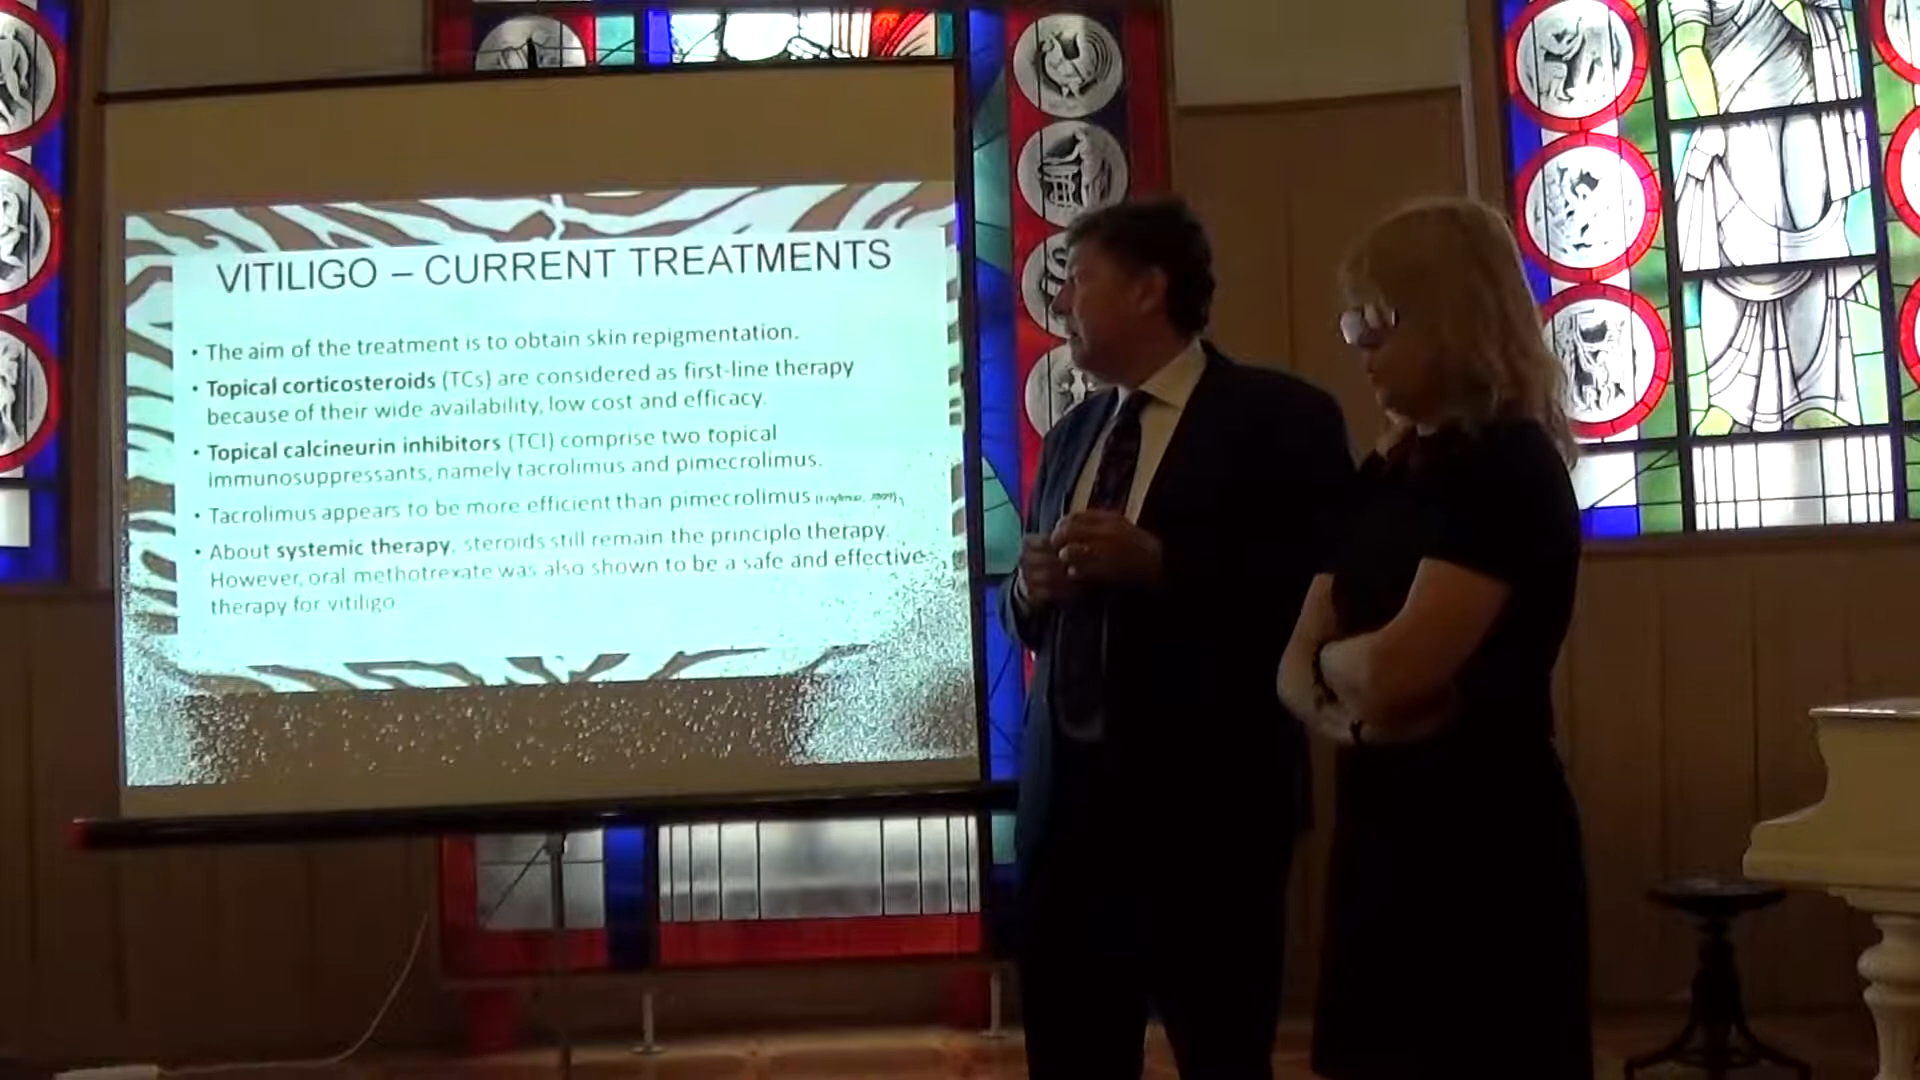 VITILIGO – CURRENT TREATMENTS
• The aim of the treatment is to obtain skin repigmentation.
• Topical corticosteroids (TCs) are considered as first-line therapy
because of their wide availability, low cost and efficacy.
• Topical calcineurin inhibitors (TCI) comprise two topical
immunosuppressants, namely tacrolimus and pimecrolimus.
• Tacrolimus appears to be more efficient than pimecrolimus
• About systemic therapy, steroids still remain the principlo therapy.
However, oral methotrexate was also shown to be a safe and effective
therapy for vitiligo